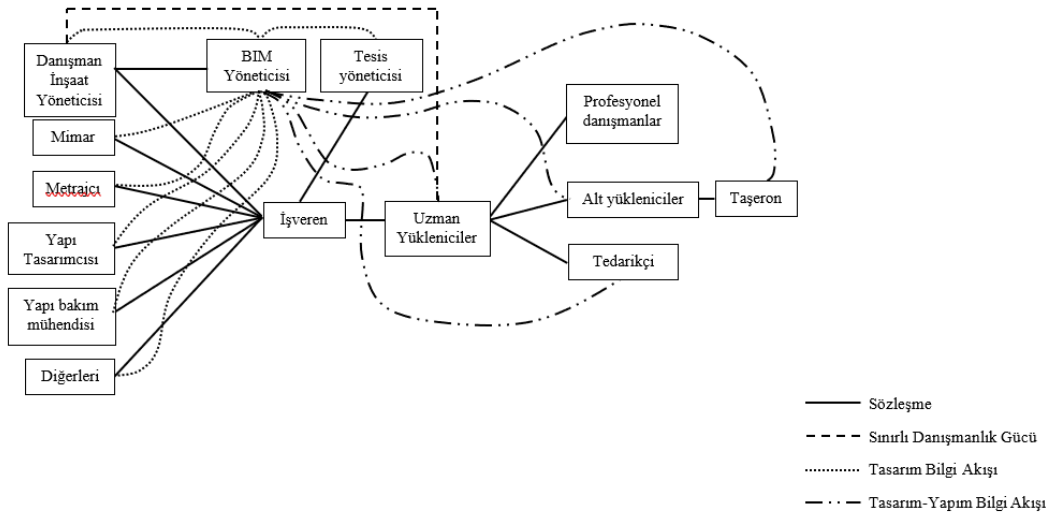 Danışman
İnşaat
Yöneticisi
BIM
Yöneticisi
Tesis
yöneticisi
Profesyonel
danışmanlar
Mimar
Metrajcı
Alt yükleniciler
Taşeron
İşveren
Uzman
Yükleniciler
Yapı
Tasarımcısı
Tedarikçi
Yapı bakım
mühendisi
Diğerleri
Sözleşme
Sınırlı Danışmanlık Gücü
Tasarım Bilgi Akışı
Tasarım-Yapım Bilgi Akışı